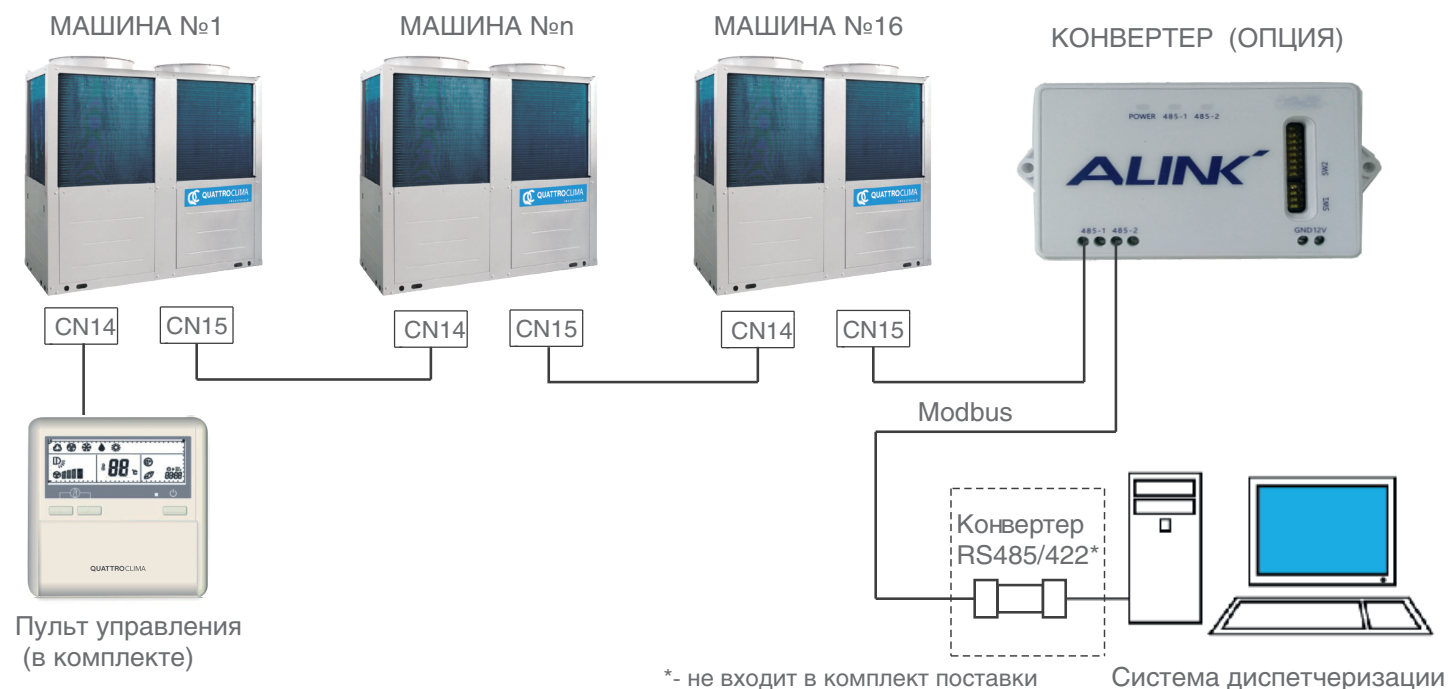 МАШИНА №1
МАШИНА №n
МАШИНА №16
КОНВЕРТЕР (ОПЦИЯ)
QUATTROCLIMA
QUATTROCLIMA
QUATTROCLIMA
POWER 485-1 485-2
ALINK
SW2
SW1
485-1 485-2
GND12V
CN14
CN15
CN14
CN15
CN14
CN15
Modbus
88
QUATTROCLIMA
Пульт управления
(в комплекте)
Конвертер
RS485/422*
*- не входит в комплект поставки
Система диспетчеризации